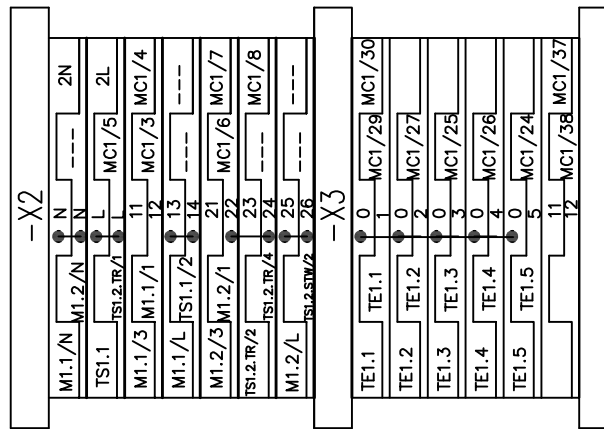 -X2
M1.1/N N 2N
M1.2/N N ----
TS1.1 L 2L
TS1.2.TR/1 L MC1/5
M1.1/3 11 MC1/4
M1.1/1 12 MC1/3
M1.1/L 13 ----
TS1.1/2 14 ----
M1.2/3 21 MC1/7
M1.2/1 22 MC1/6
TS1.2.TR/2 23 MC1/8
TS1.2.TR/4 24 ----
M1.2/L 25 ----
TS1.2.STW/2 26 ----
-X3
TE1.1 0 MC1/30
TE1.1 1 MC1/29
TE1.2 0
TE1.2 2 MC1/27
TE1.3 0
TE1.3 3 MC1/25
TE1.4 0
TE1.4 4 MC1/26
TE1.5 0
TE1.5 5 MC1/24
11 MC1/37
12 MC1/38